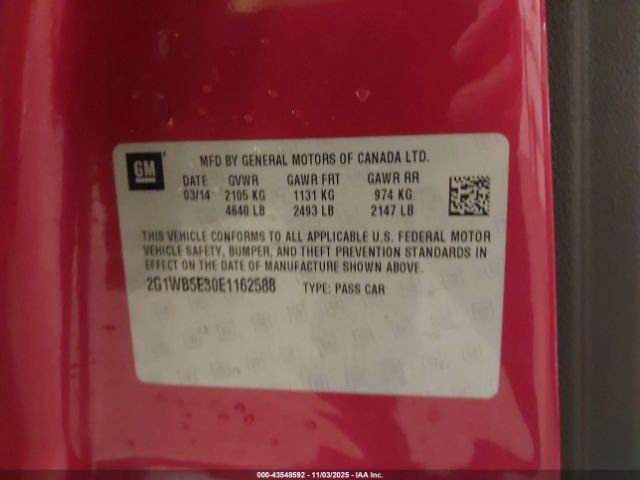 GM
MFD BY GENERAL MOTORS OF CANADA LTD.
DATE GVWR GAWR FRT GAWR RR
03/14 2105 KG 1131 KG 974 KG
4640 LB 2493 LB 2147 LB
THIS VEHICLE CONFORMS TO ALL APPLICABLE U.S. FEDERAL MOTOR
VEHICLE SAFETY, BUMPER, AND THEFT PREVENTION STANDARDS IN
EFFECT ON THE DATE OF MANUFACTURE SHOWN ABOVE.
2G1WB5E30E1162588 TYPE: PASS CAR
000-43548592 - 11/03/2025 - IAA Inc.